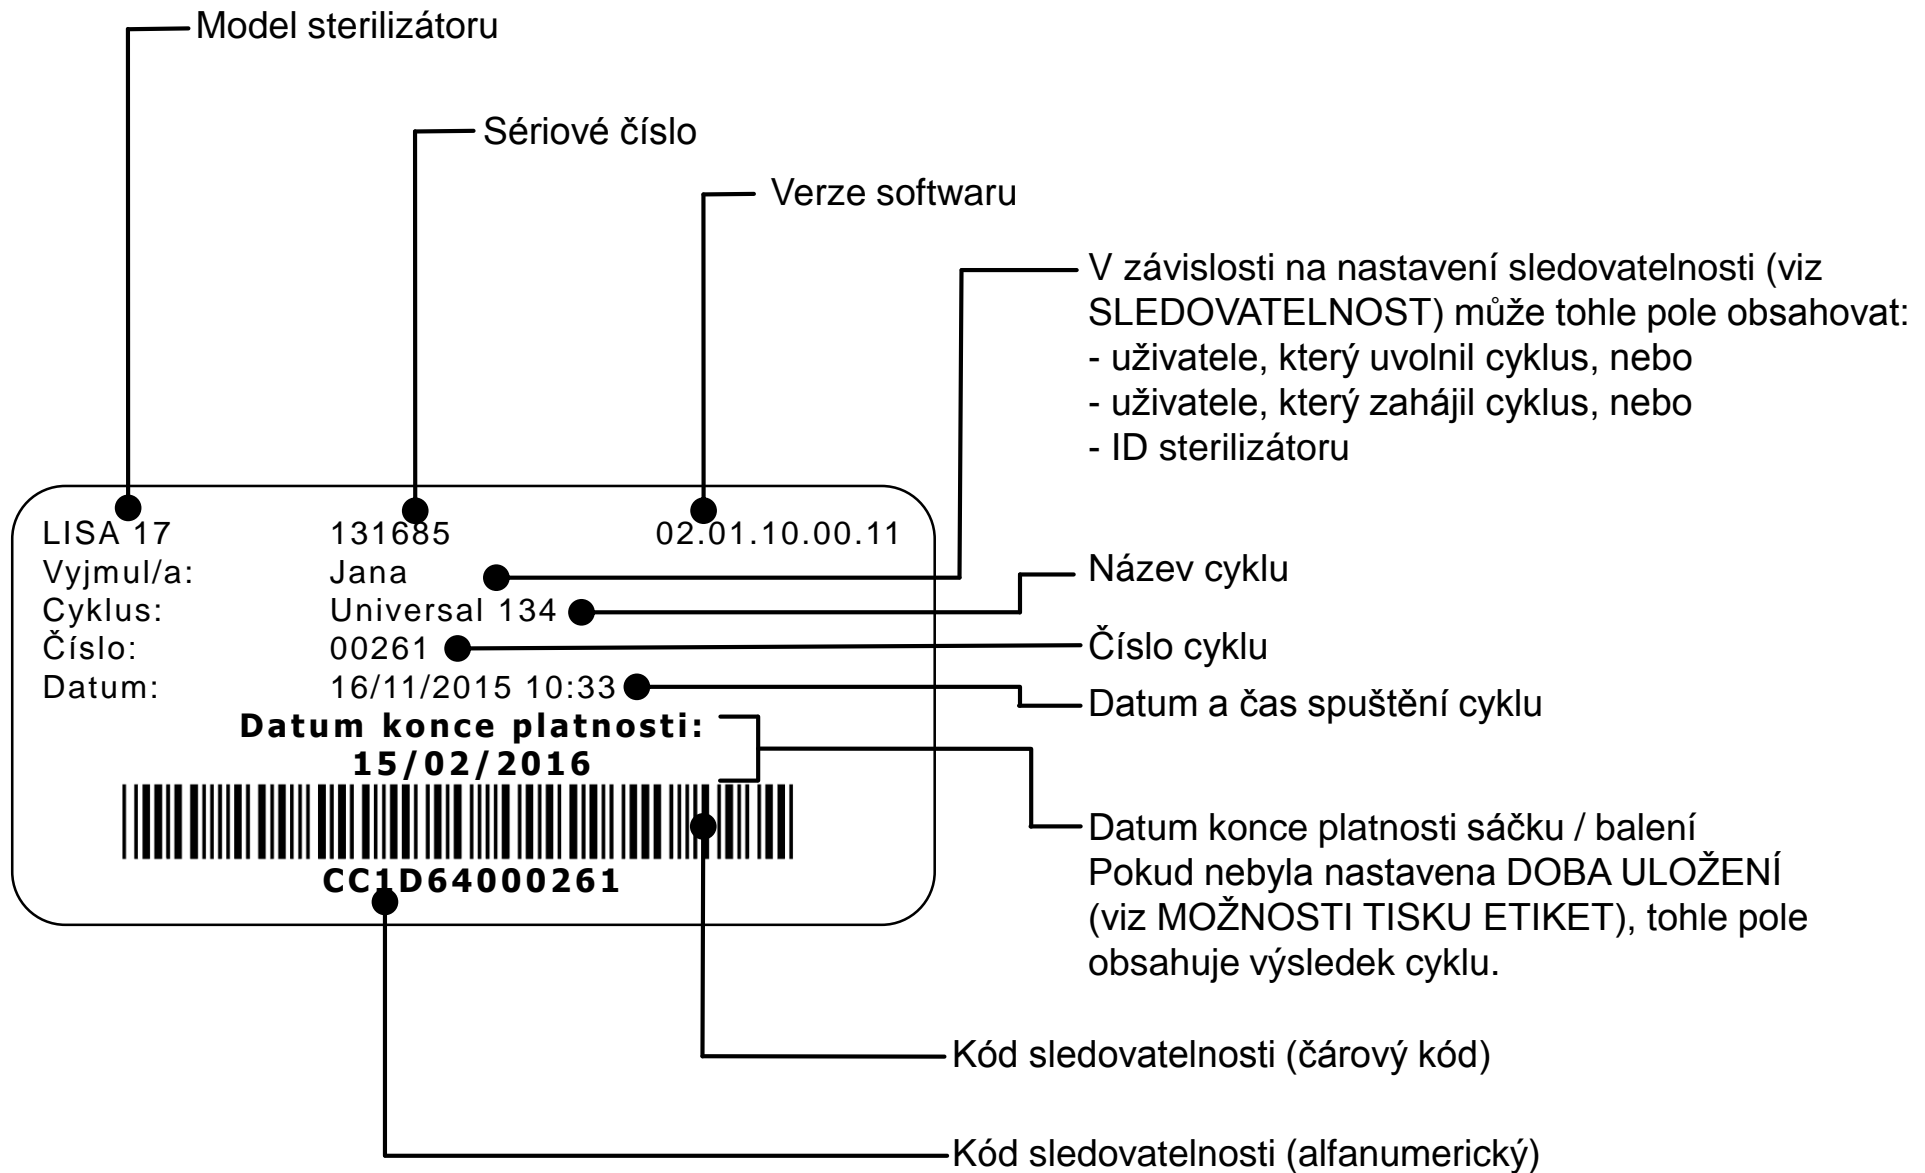 Model sterilizátoru
Sériové číslo
Verze softwaru
V závislosti na nastavení sledovatelnosti (viz
SLEDOVATELNOST) může tohle pole obsahovat:
- uživatele, který uvolnil cyklus, nebo
- uživatele, který zahájil cyklus, nebo
- ID sterilizátoru
LISA 17 131685 02.01.10.00.11
Vyjmul/a: Jana
Cyklus: Universal 134
Číslo: 00261
Datum: 16/11/2015 10:33
Datum konce platnosti:
15/02/2016
CC1D64000261
Název cyklu
Číslo cyklu
Datum a čas spuštění cyklu
Datum konce platnosti sáčku / balení
Pokud nebyla nastavena DOBA ULOŽENÍ
(viz MOŽNOSTI TISKU ETIKET), tohle pole
obsahuje výsledek cyklu.
Kód sledovatelnosti (čárový kód)
Kód sledovatelnosti (alfanumerický)